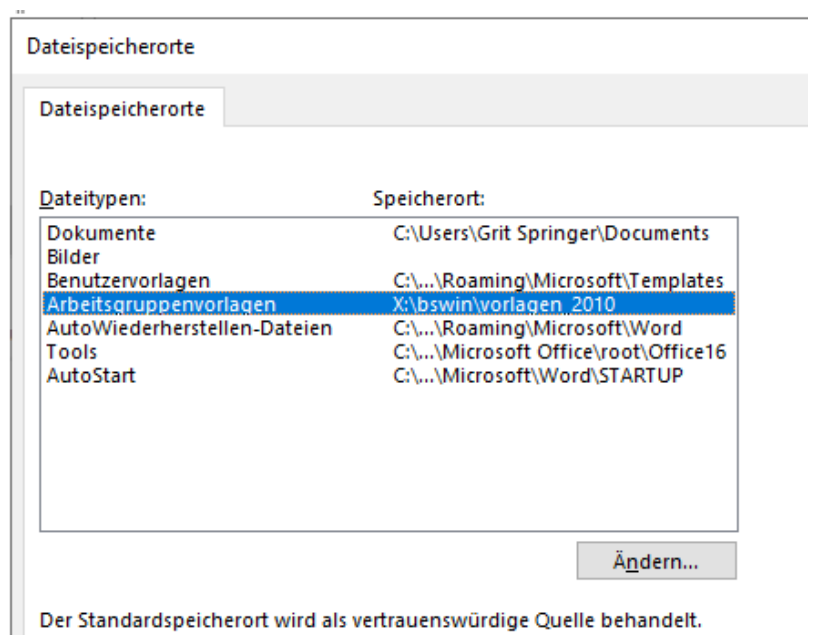 Dateispeicherorte
Dateispeicherorte
Dateitypen: Speicherort:
Dokumente C:\Users\Grit Springer\Documents
Bilder
Benutzervorlagen C:\...\Roaming\Microsoft\Templates
Arbeitsgruppenvorlagen X:\bswin\vorlagen_2010
AutoWiederherstellen-Dateien C:\...\Roaming\Microsoft\Word
Tools C:\...\Microsoft Office\root\Office16
AutoStart C:\...\Microsoft\Word\STARTUP
Ändern...
Der Standardspeicherort wird als vertrauenswürdige Quelle behandelt.